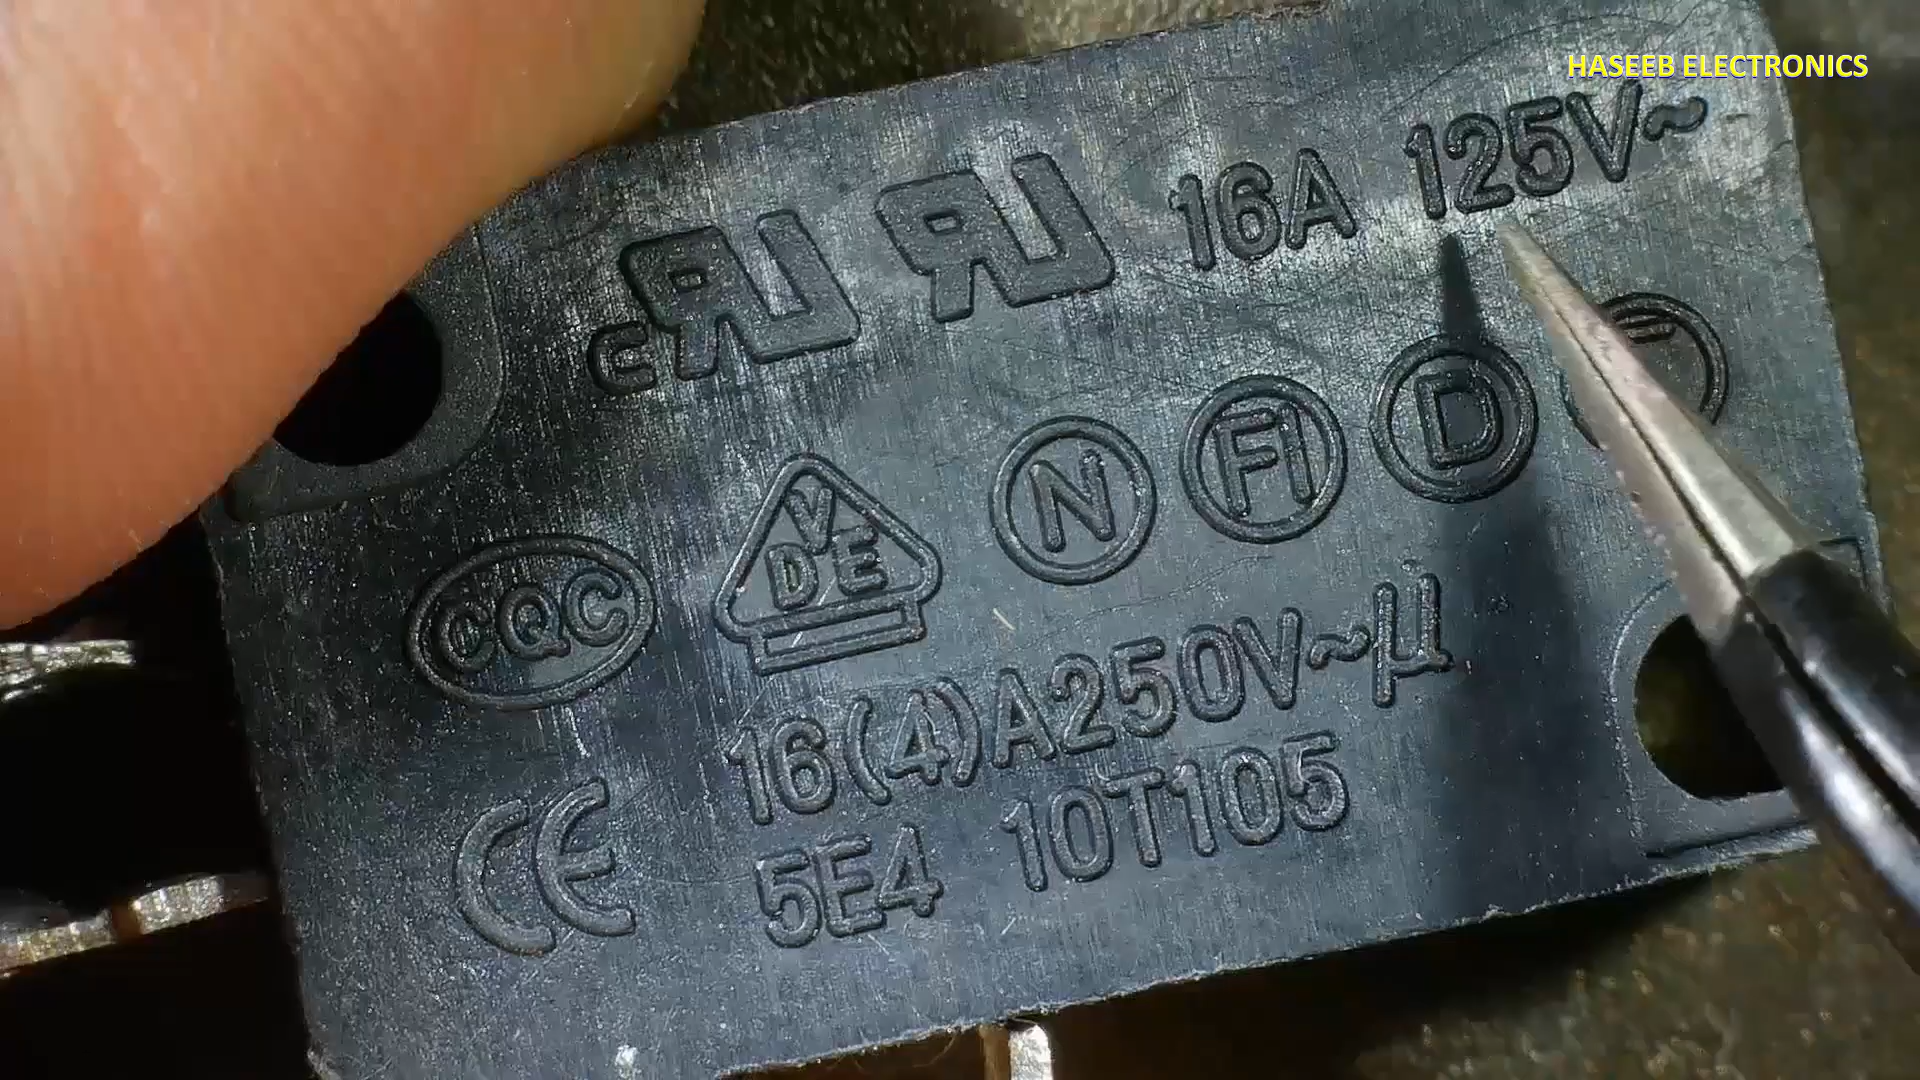 HASEEB ELECTRONICS
c RU RU 16A 125V~
CQC VDE N FI D
16(4)A250V~µ
CE 5E4 10T105